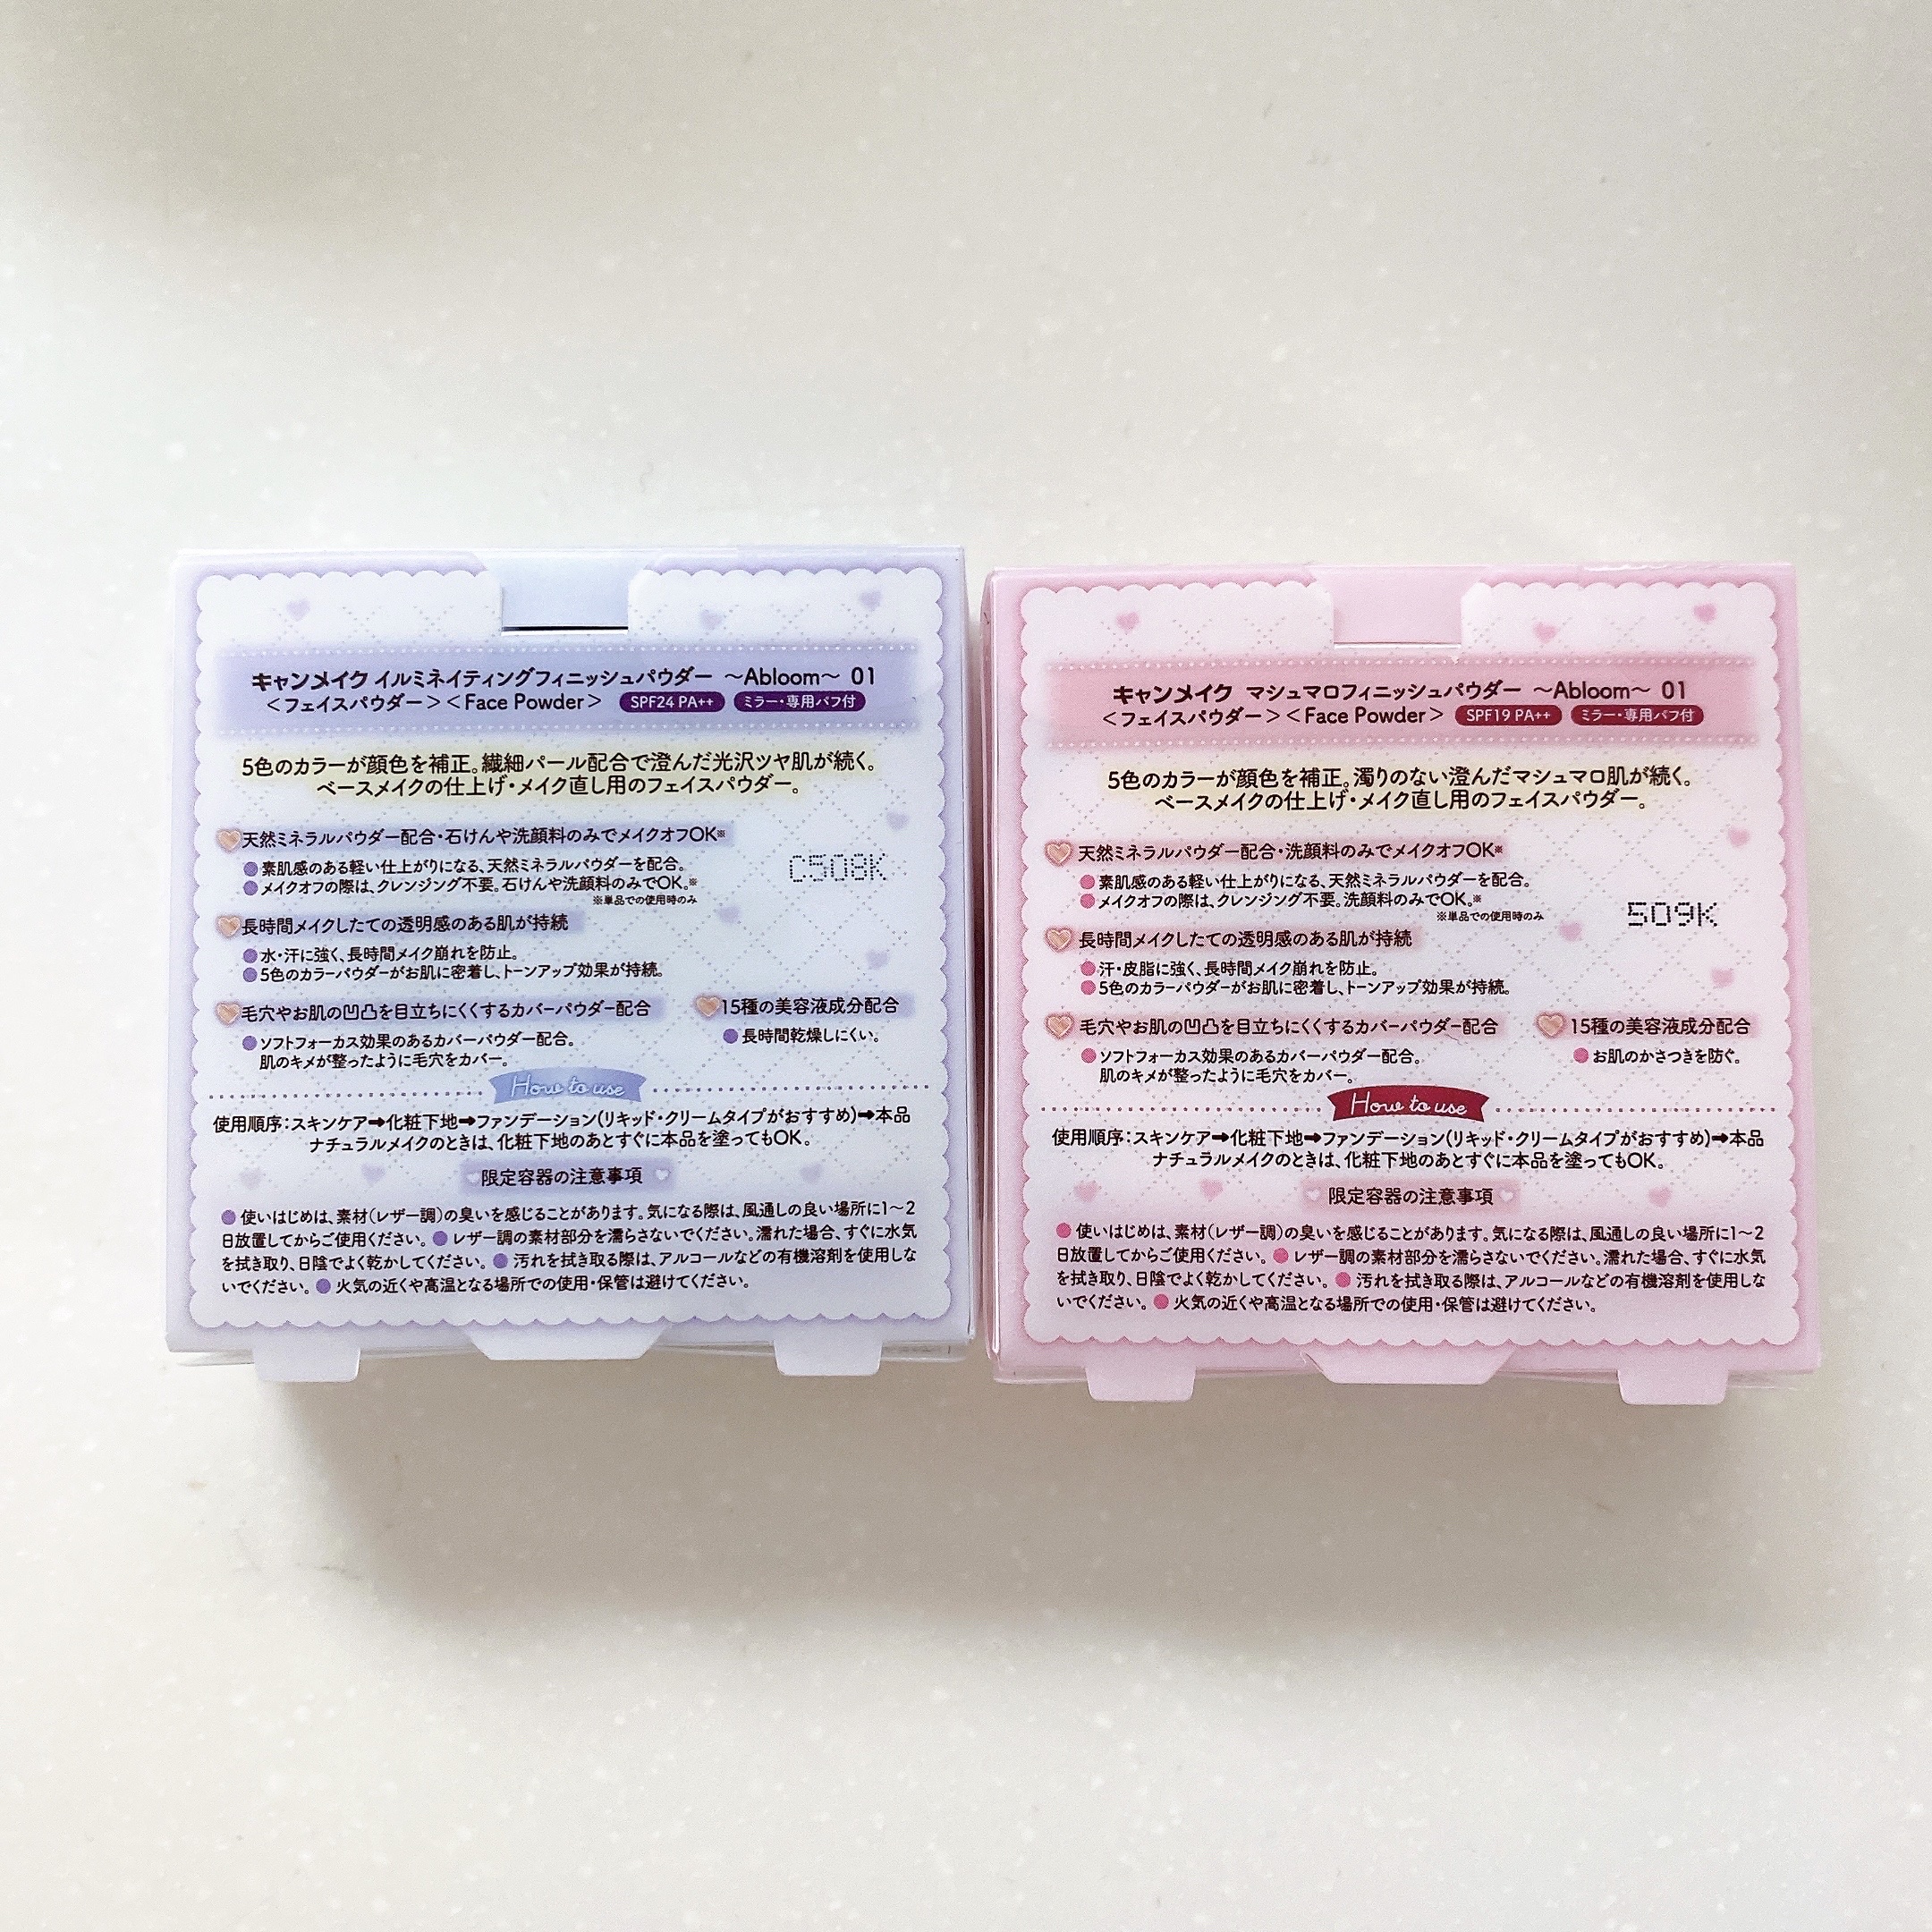 キャンメイク イルミネイティングフィニッシュパウダー ～Abloom～ 01
＜フェイスパウダー＞＜Face Powder＞ SPF24 PA++ ミラー・専用パフ付
5色のカラーが顔色を補正。繊細パール配合で澄んだ光沢ツヤ肌が続く。
ベースメイクの仕上げ・メイク直し用のフェイスパウダー。
天然ミネラルパウダー配合・石けんや洗顔料のみでメイクオフOK※
●素肌感のある軽い仕上がりになる、天然ミネラルパウダーを配合。
●メイクオフの際は、クレンジング不要。石けんや洗顔料のみでOK。※
※単品での使用時のみ
C508K
長時間メイクしたての透明感のある肌が持続
●水・汗に強く、長時間メイク崩れを防止。
●5色のカラーパウダーがお肌に密着し、トーンアップ効果が持続。
毛穴やお肌の凹凸を目立ちにくくするカバーパウダー配合
●ソフトフォーカス効果のあるカバーパウダー配合。
肌のキメが整ったように毛穴をカバー。
15種の美容液成分配合
●長時間乾燥しにくい。
How to use
使用順序：スキンケア➡化粧下地➡ファンデーション(リキッド・クリームタイプがおすすめ)➡本品
ナチュラルメイクのときは、化粧下地のあとすぐに本品を塗ってもOK。
限定容器の注意事項
●使いはじめは、素材（レザー調）の臭いを感じることがあります。気になる際は、風通しの良い場所に1～2
日放置してからご使用ください。●レザー調の素材部分を濡らさないでください。濡れた場合、すぐに水気
を拭き取り、日陰でよく乾かしてください。●汚れを拭き取る際は、アルコールなどの有機溶剤を使用しな
いでください。●火気の近くや高温となる場所での使用・保管は避けてください。
キャンメイク マシュマロフィニッシュパウダー ～Abloom～ 01
＜フェイスパウダー＞＜Face Powder＞ SPF19 PA++ ミラー・専用パフ付
5色のカラーが顔色を補正。濁りのない澄んだマシュマロ肌が続く。
ベースメイクの仕上げ・メイク直し用のフェイスパウダー。
天然ミネラルパウダー配合・洗顔料のみでメイクオフOK※
●素肌感のある軽い仕上がりになる、天然ミネラルパウダーを配合。
●メイクオフの際は、クレンジング不要。洗顔料のみでOK。※
※単品での使用時のみ
509K
長時間メイクしたての透明感のある肌が持続
●汗・皮脂に強く、長時間メイク崩れを防止。
●5色のカラーパウダーがお肌に密着し、トーンアップ効果が持続。
毛穴やお肌の凹凸を目立ちにくくするカバーパウダー配合
●ソフトフォーカス効果のあるカバーパウダー配合。
肌のキメが整ったように毛穴をカバー。
15種の美容液成分配合
●お肌のかさつきを防ぐ。
How to use
使用順序：スキンケア➡化粧下地➡ファンデーション(リキッド・クリームタイプがおすすめ)➡本品
ナチュラルメイクのときは、化粧下地のあとすぐに本品を塗ってもOK。
限定容器の注意事項
●使いはじめは、素材（レザー調）の臭いを感じることがあります。気になる際は、風通しの良い場所に1～2
日放置してからご使用ください。●レザー調の素材部分を濡らさないでください。濡れた場合、すぐに水気
を拭き取り、日陰でよく乾かしてください。●汚れを拭き取る際は、アルコールなどの有機溶剤を使用しな
いでください。●火気の近くや高温となる場所での使用・保管は避けてください。